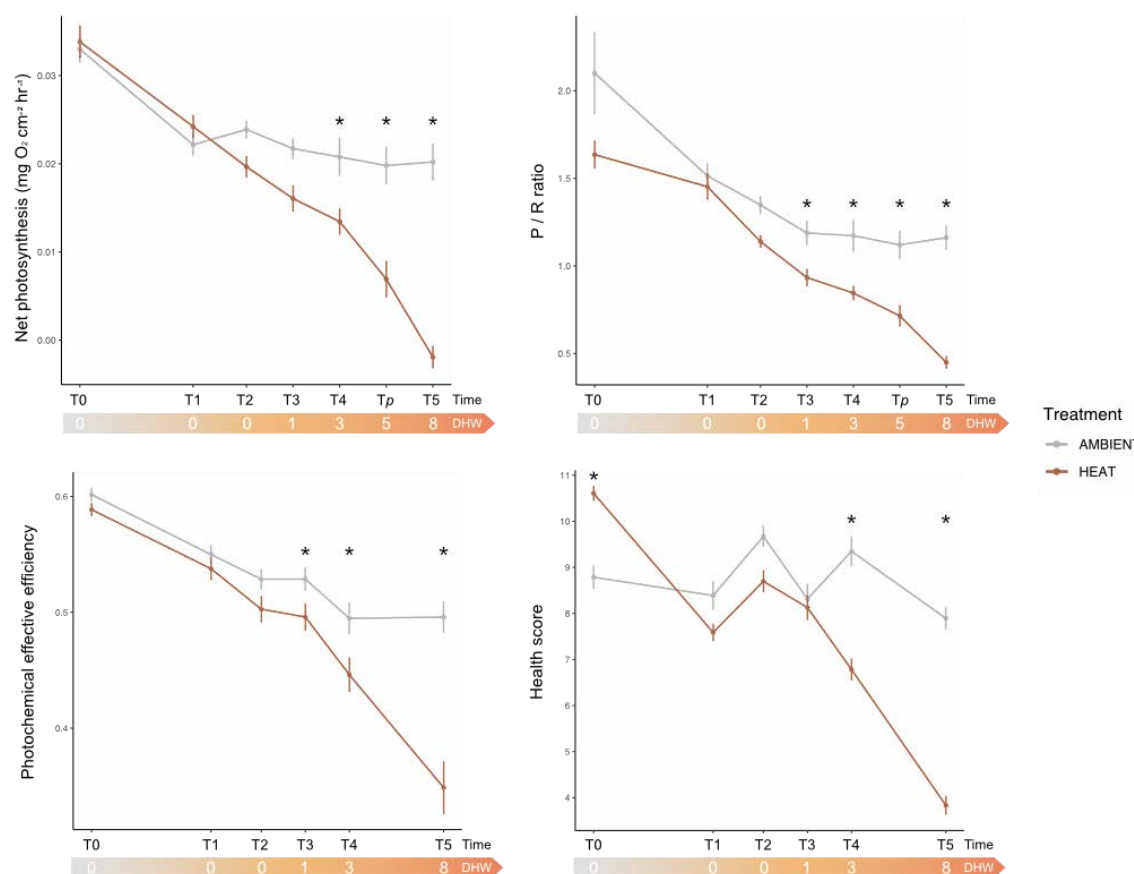 Net photosynthesis (mg O₂ cm⁻² hr⁻¹)
0.03
0.02
0.01
0.00
* * *
T0 T1 T2 T3 T4 Tp T5 Time
0 0 0 1 3 5 8 DHW
P / R ratio
2.0
1.5
1.0
0.5
* * * *
T0 T1 T2 T3 T4 Tp T5 Time
0 0 0 1 3 5 8 DHW
Treatment
AMBIENT
HEAT
Photochemical effective efficiency
0.6
0.5
0.4
* * *
T0 T1 T2 T3 T4 T5 Time
0 0 0 1 3 8 DHW
Health score
11
10
9
8
7
6
5
4
* * *
T0 T1 T2 T3 T4 T5 Time
0 0 0 1 3 8 DHW